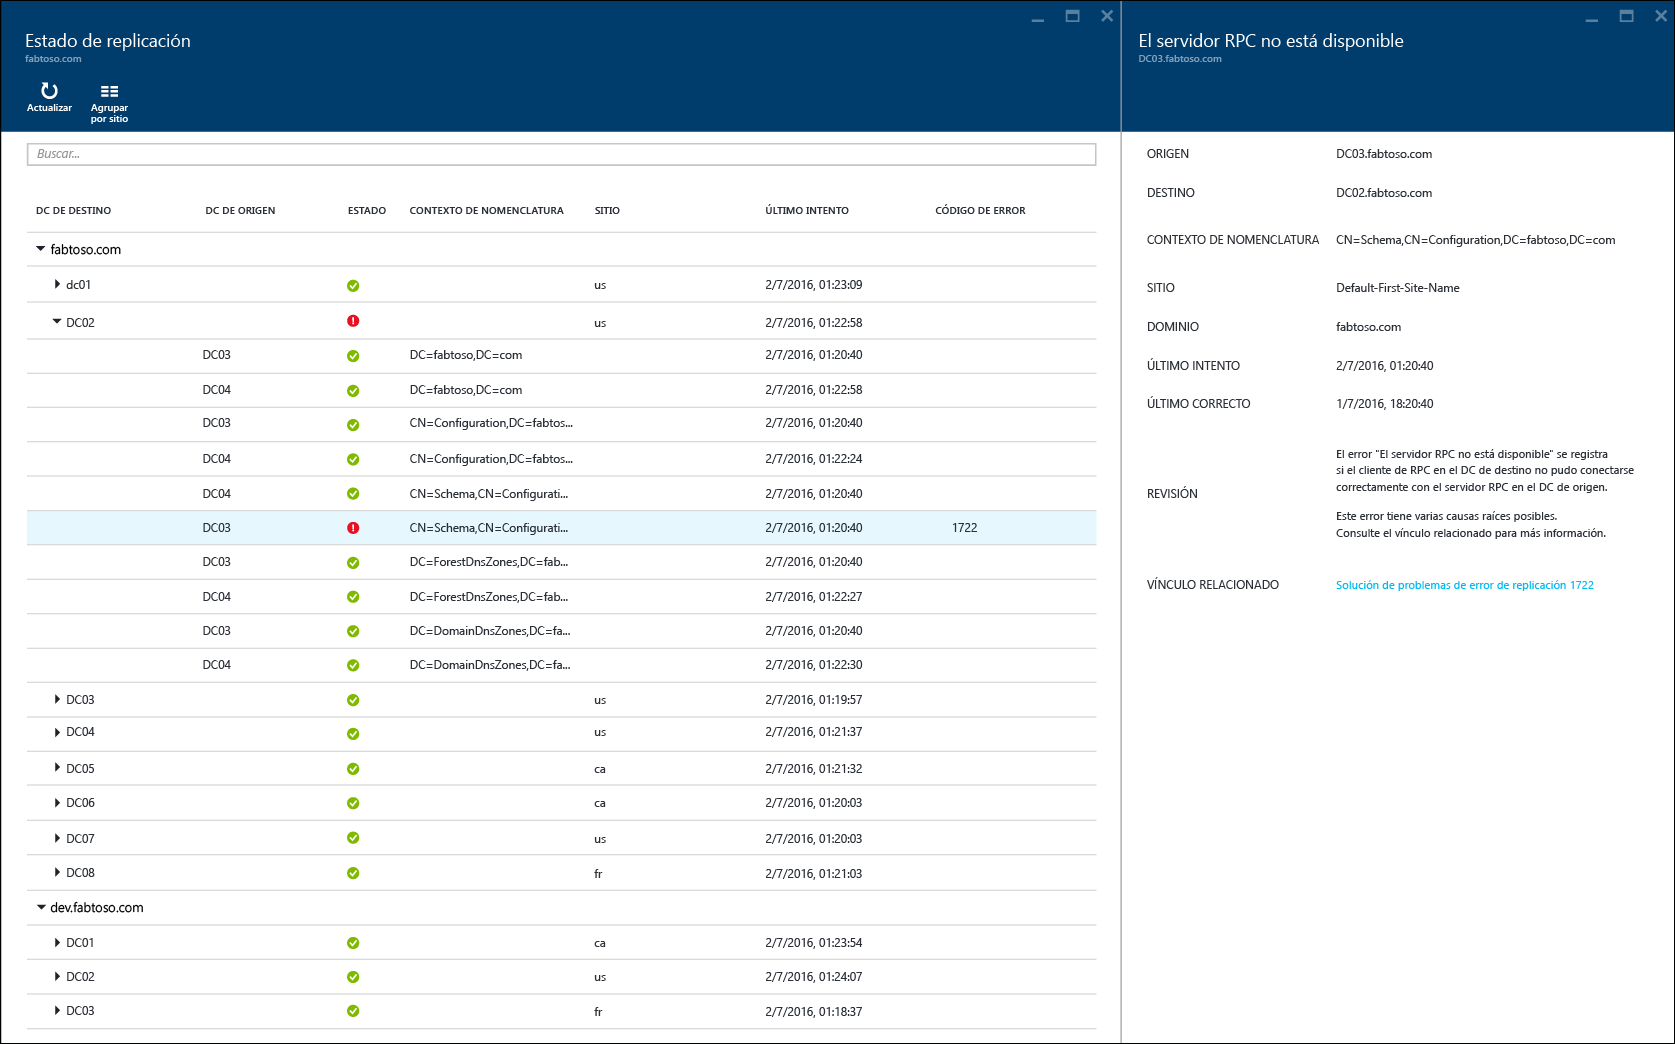 Estado de replicación
fabtoso.com
Actualizar
Agrupar
por sitio
Buscar...
DC DE DESTINO DC DE ORIGEN ESTADO CONTEXTO DE NOMENCLATURA SITIO ÚLTIMO INTENTO CÓDIGO DE ERROR
fabtoso.com
dc01 us 2/7/2016, 01:23:09
DC02 us 2/7/2016, 01:22:58
DC03 DC=fabtoso,DC=com 2/7/2016, 01:20:40
DC04 DC=fabtoso,DC=com 2/7/2016, 01:22:58
DC03 CN=Configuration,DC=fabtos... 2/7/2016, 01:20:40
DC04 CN=Configuration,DC=fabtos... 2/7/2016, 01:22:24
DC04 CN=Schema,CN=Configurati... 2/7/2016, 01:20:40
DC03 CN=Schema,CN=Configurati... 2/7/2016, 01:20:40 1722
DC03 DC=ForestDnsZones,DC=fab... 2/7/2016, 01:20:40
DC04 DC=ForestDnsZones,DC=fab... 2/7/2016, 01:22:27
DC03 DC=DomainDnsZones,DC=fa... 2/7/2016, 01:20:40
DC04 DC=DomainDnsZones,DC=fa... 2/7/2016, 01:22:30
DC03 us 2/7/2016, 01:19:57
DC04 us 2/7/2016, 01:21:37
DC05 ca 2/7/2016, 01:21:32
DC06 ca 2/7/2016, 01:20:03
DC07 us 2/7/2016, 01:20:03
DC08 fr 2/7/2016, 01:21:03
dev.fabtoso.com
DC01 ca 2/7/2016, 01:23:54
DC02 us 2/7/2016, 01:24:07
DC03 fr 2/7/2016, 01:18:37
El servidor RPC no está disponible
DC03.fabtoso.com
ORIGEN DC03.fabtoso.com
DESTINO DC02.fabtoso.com
CONTEXTO DE NOMENCLATURA CN=Schema,CN=Configuration,DC=fabtoso,DC=com
SITIO Default-First-Site-Name
DOMINIO fabtoso.com
ÚLTIMO INTENTO 2/7/2016, 01:20:40
ÚLTIMO CORRECTO 1/7/2016, 18:20:40
REVISIÓN
El error "El servidor RPC no está disponible" se registra
si el cliente de RPC en el DC de destino no pudo conectarse
correctamente con el servidor RPC en el DC de origen.
Este error tiene varias causas raíces posibles.
Consulte el vínculo relacionado para más información.
VÍNCULO RELACIONADO Solución de problemas de error de replicación 1722